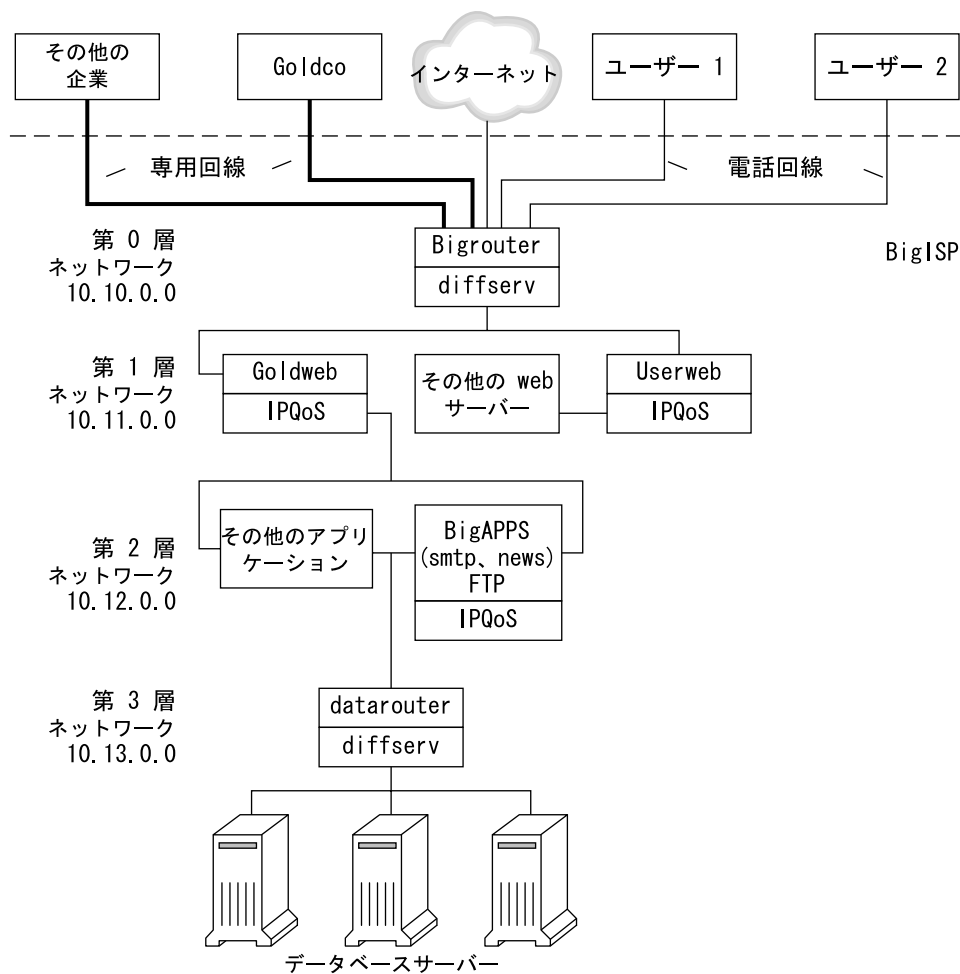 その他の
企業
Goldco
インターネット
ユーザー 1
ユーザー 2
専用回線
電話回線
第 0 層
ネットワーク
10.10.0.0
Bigrouter
diffserv
BigISP
第 1 層
ネットワーク
10.11.0.0
Goldweb
IPQoS
その他の web
サーバー
Userweb
IPQoS
第 2 層
ネットワーク
10.12.0.0
その他のアプリ
ケーション
BigAPPS
(smtp、news)
FTP
IPQoS
第 3 層
ネットワーク
10.13.0.0
datarouter
diffserv
データベースサーバー